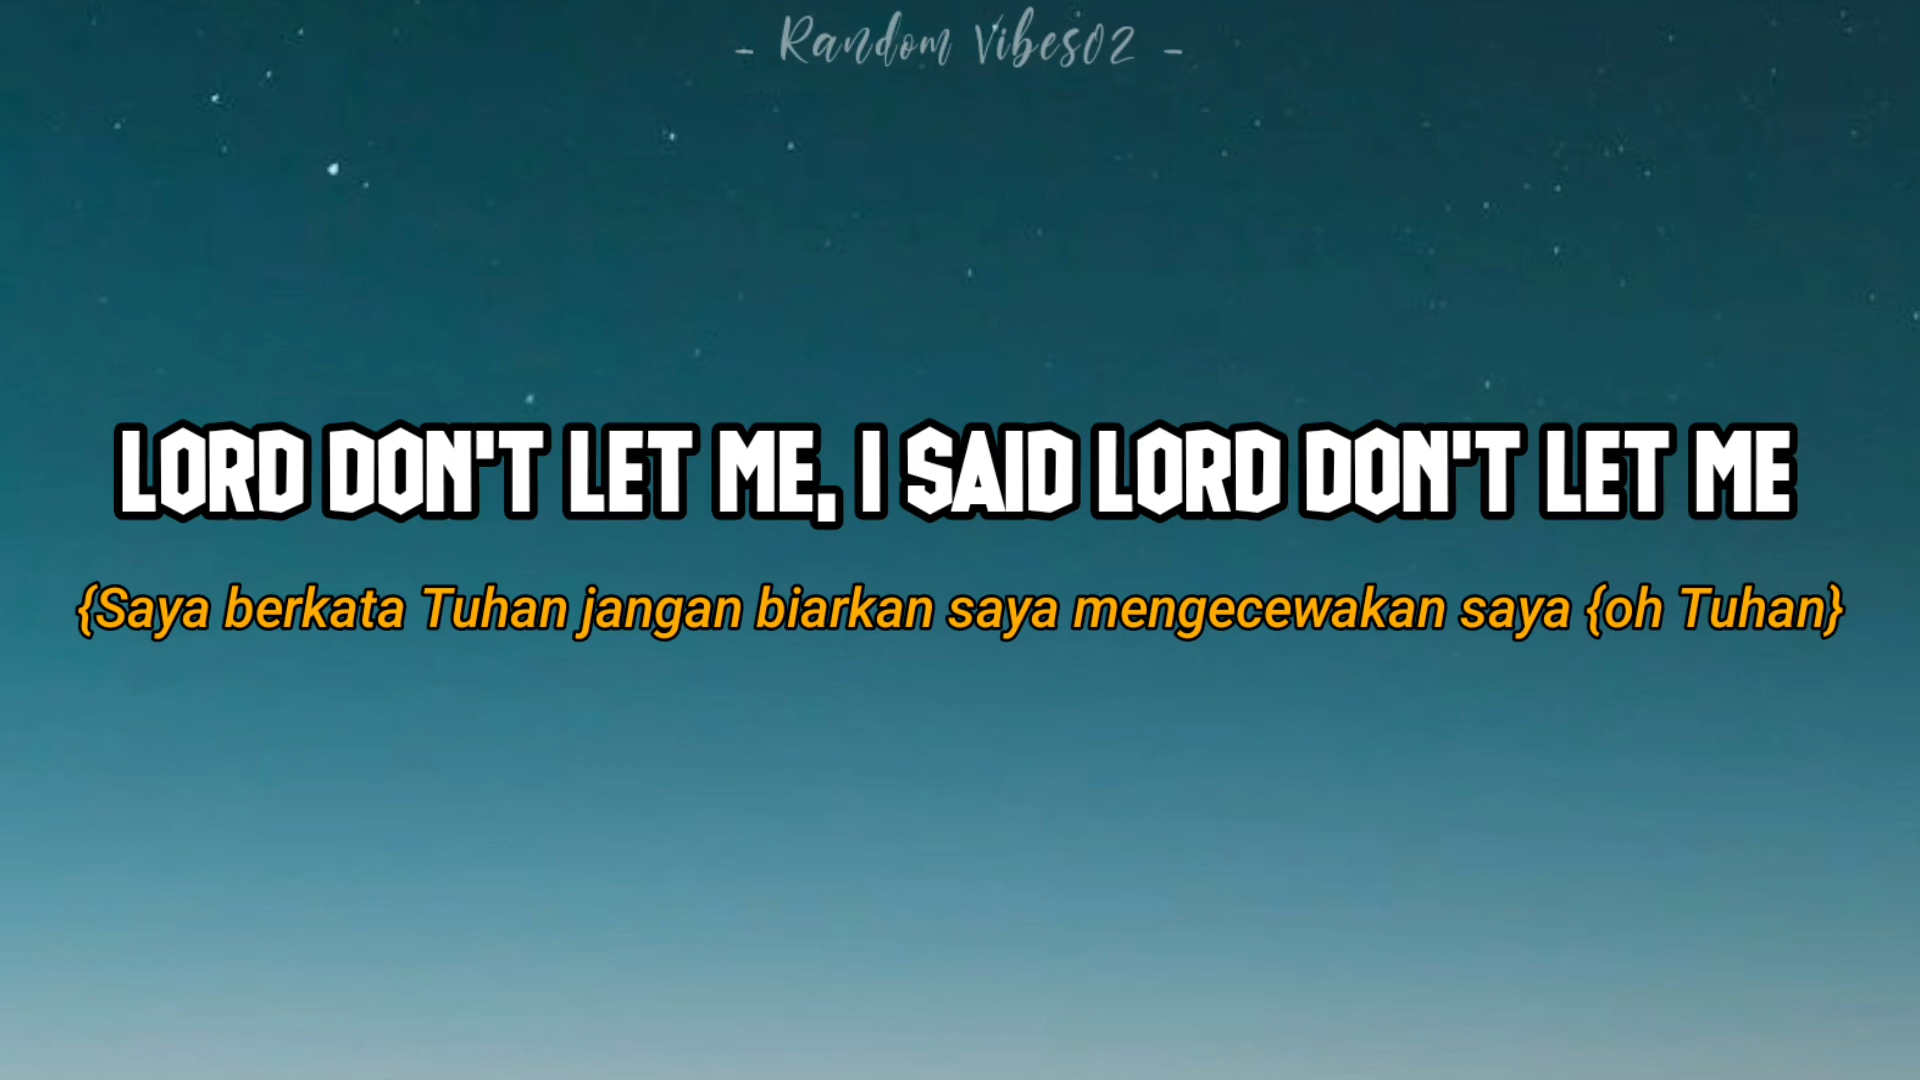 - Random Vibes02 -
LORD DON'T LET ME, I SAID LORD DON'T LET ME
{Saya berkata Tuhan jangan biarkan saya mengecewakan saya {oh Tuhan}